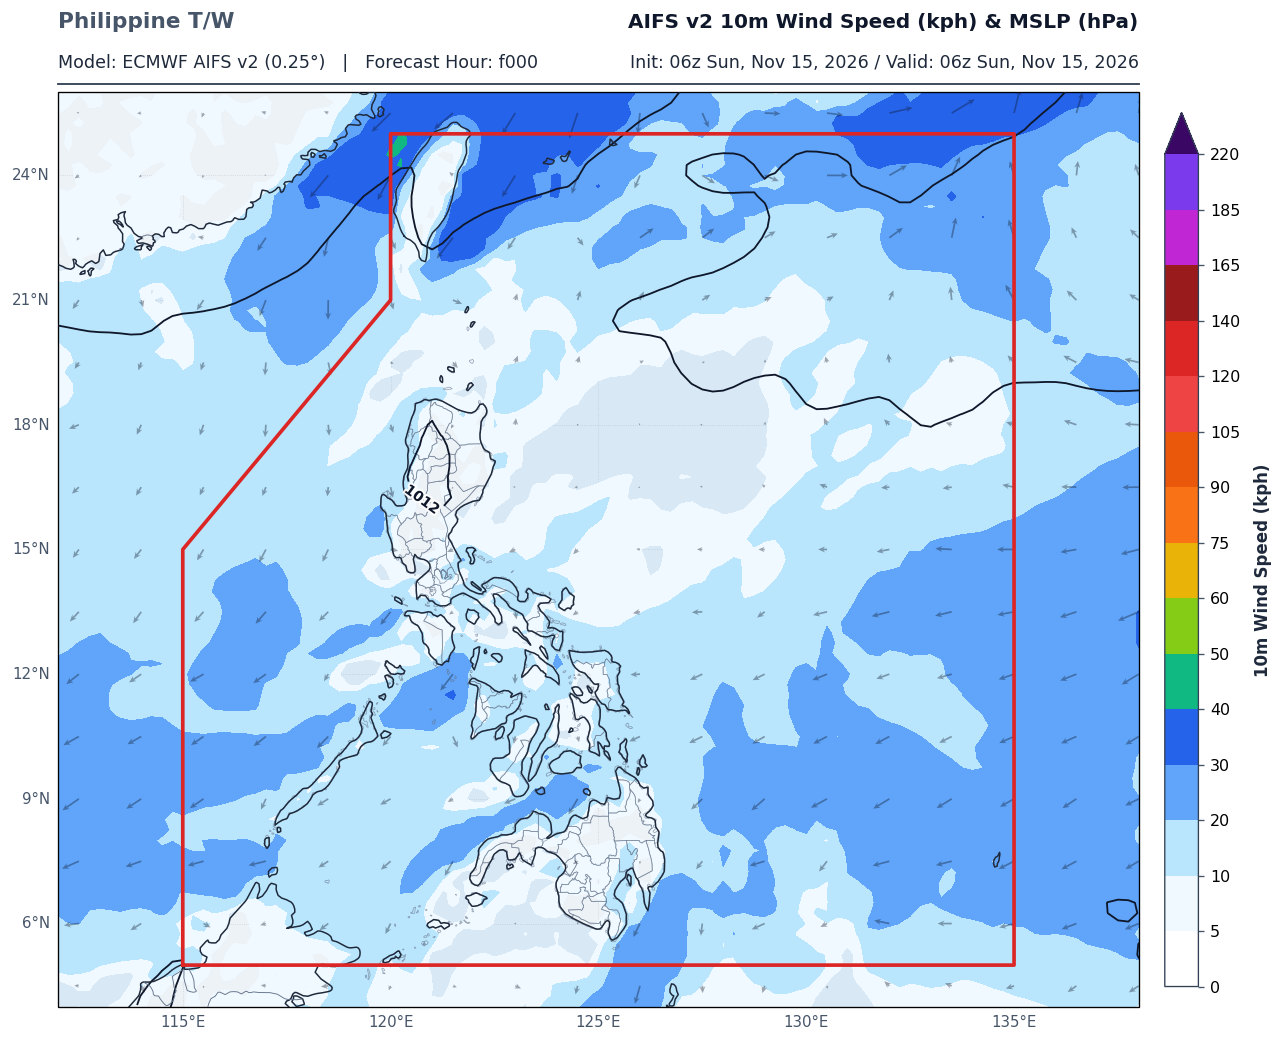 Philippine T/W
AIFS v2 10m Wind Speed (kph) & MSLP (hPa)
Model: ECMWF AIFS v2 (0.25°) | Forecast Hour: f000
Init: 06z Sun, Nov 15, 2026 / Valid: 06z Sun, Nov 15, 2026
24°N
21°N
18°N
15°N
12°N
9°N
6°N
1012
115°E
120°E
125°E
130°E
135°E
220
185
165
140
120
105
90
75
60
50
40
30
20
10
5
0
10m Wind Speed (kph)